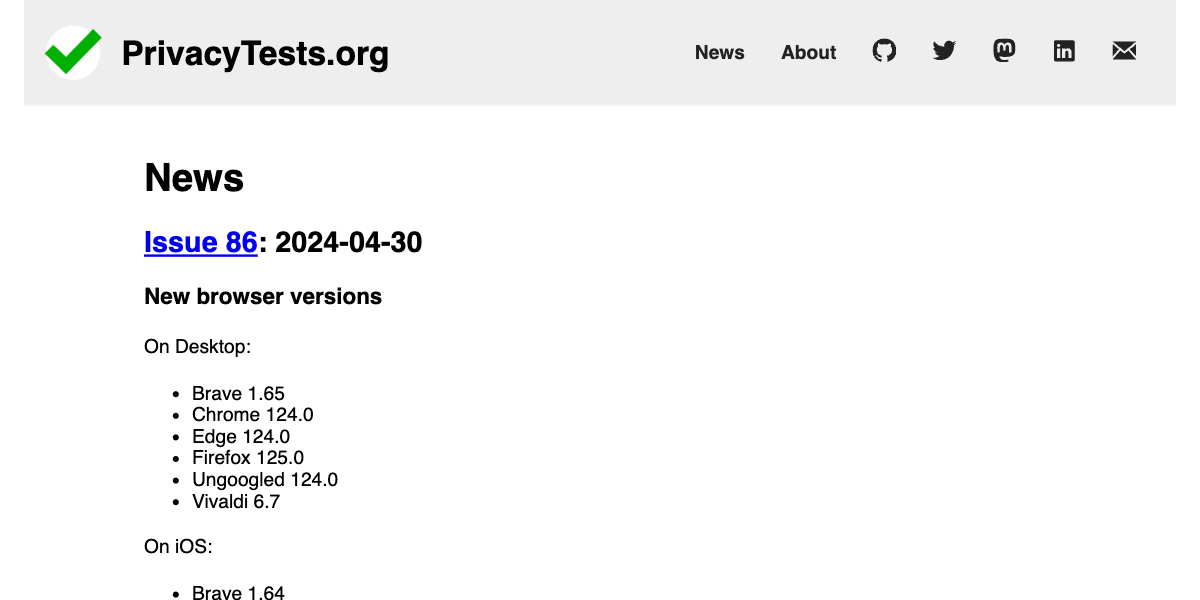 PrivacyTests.org
News
About
News
Issue 86: 2024-04-30
New browser versions
On Desktop:
Brave 1.65
Chrome 124.0
Edge 124.0
Firefox 125.0
Ungoogled 124.0
Vivaldi 6.7
On iOS:
Brave 1.64